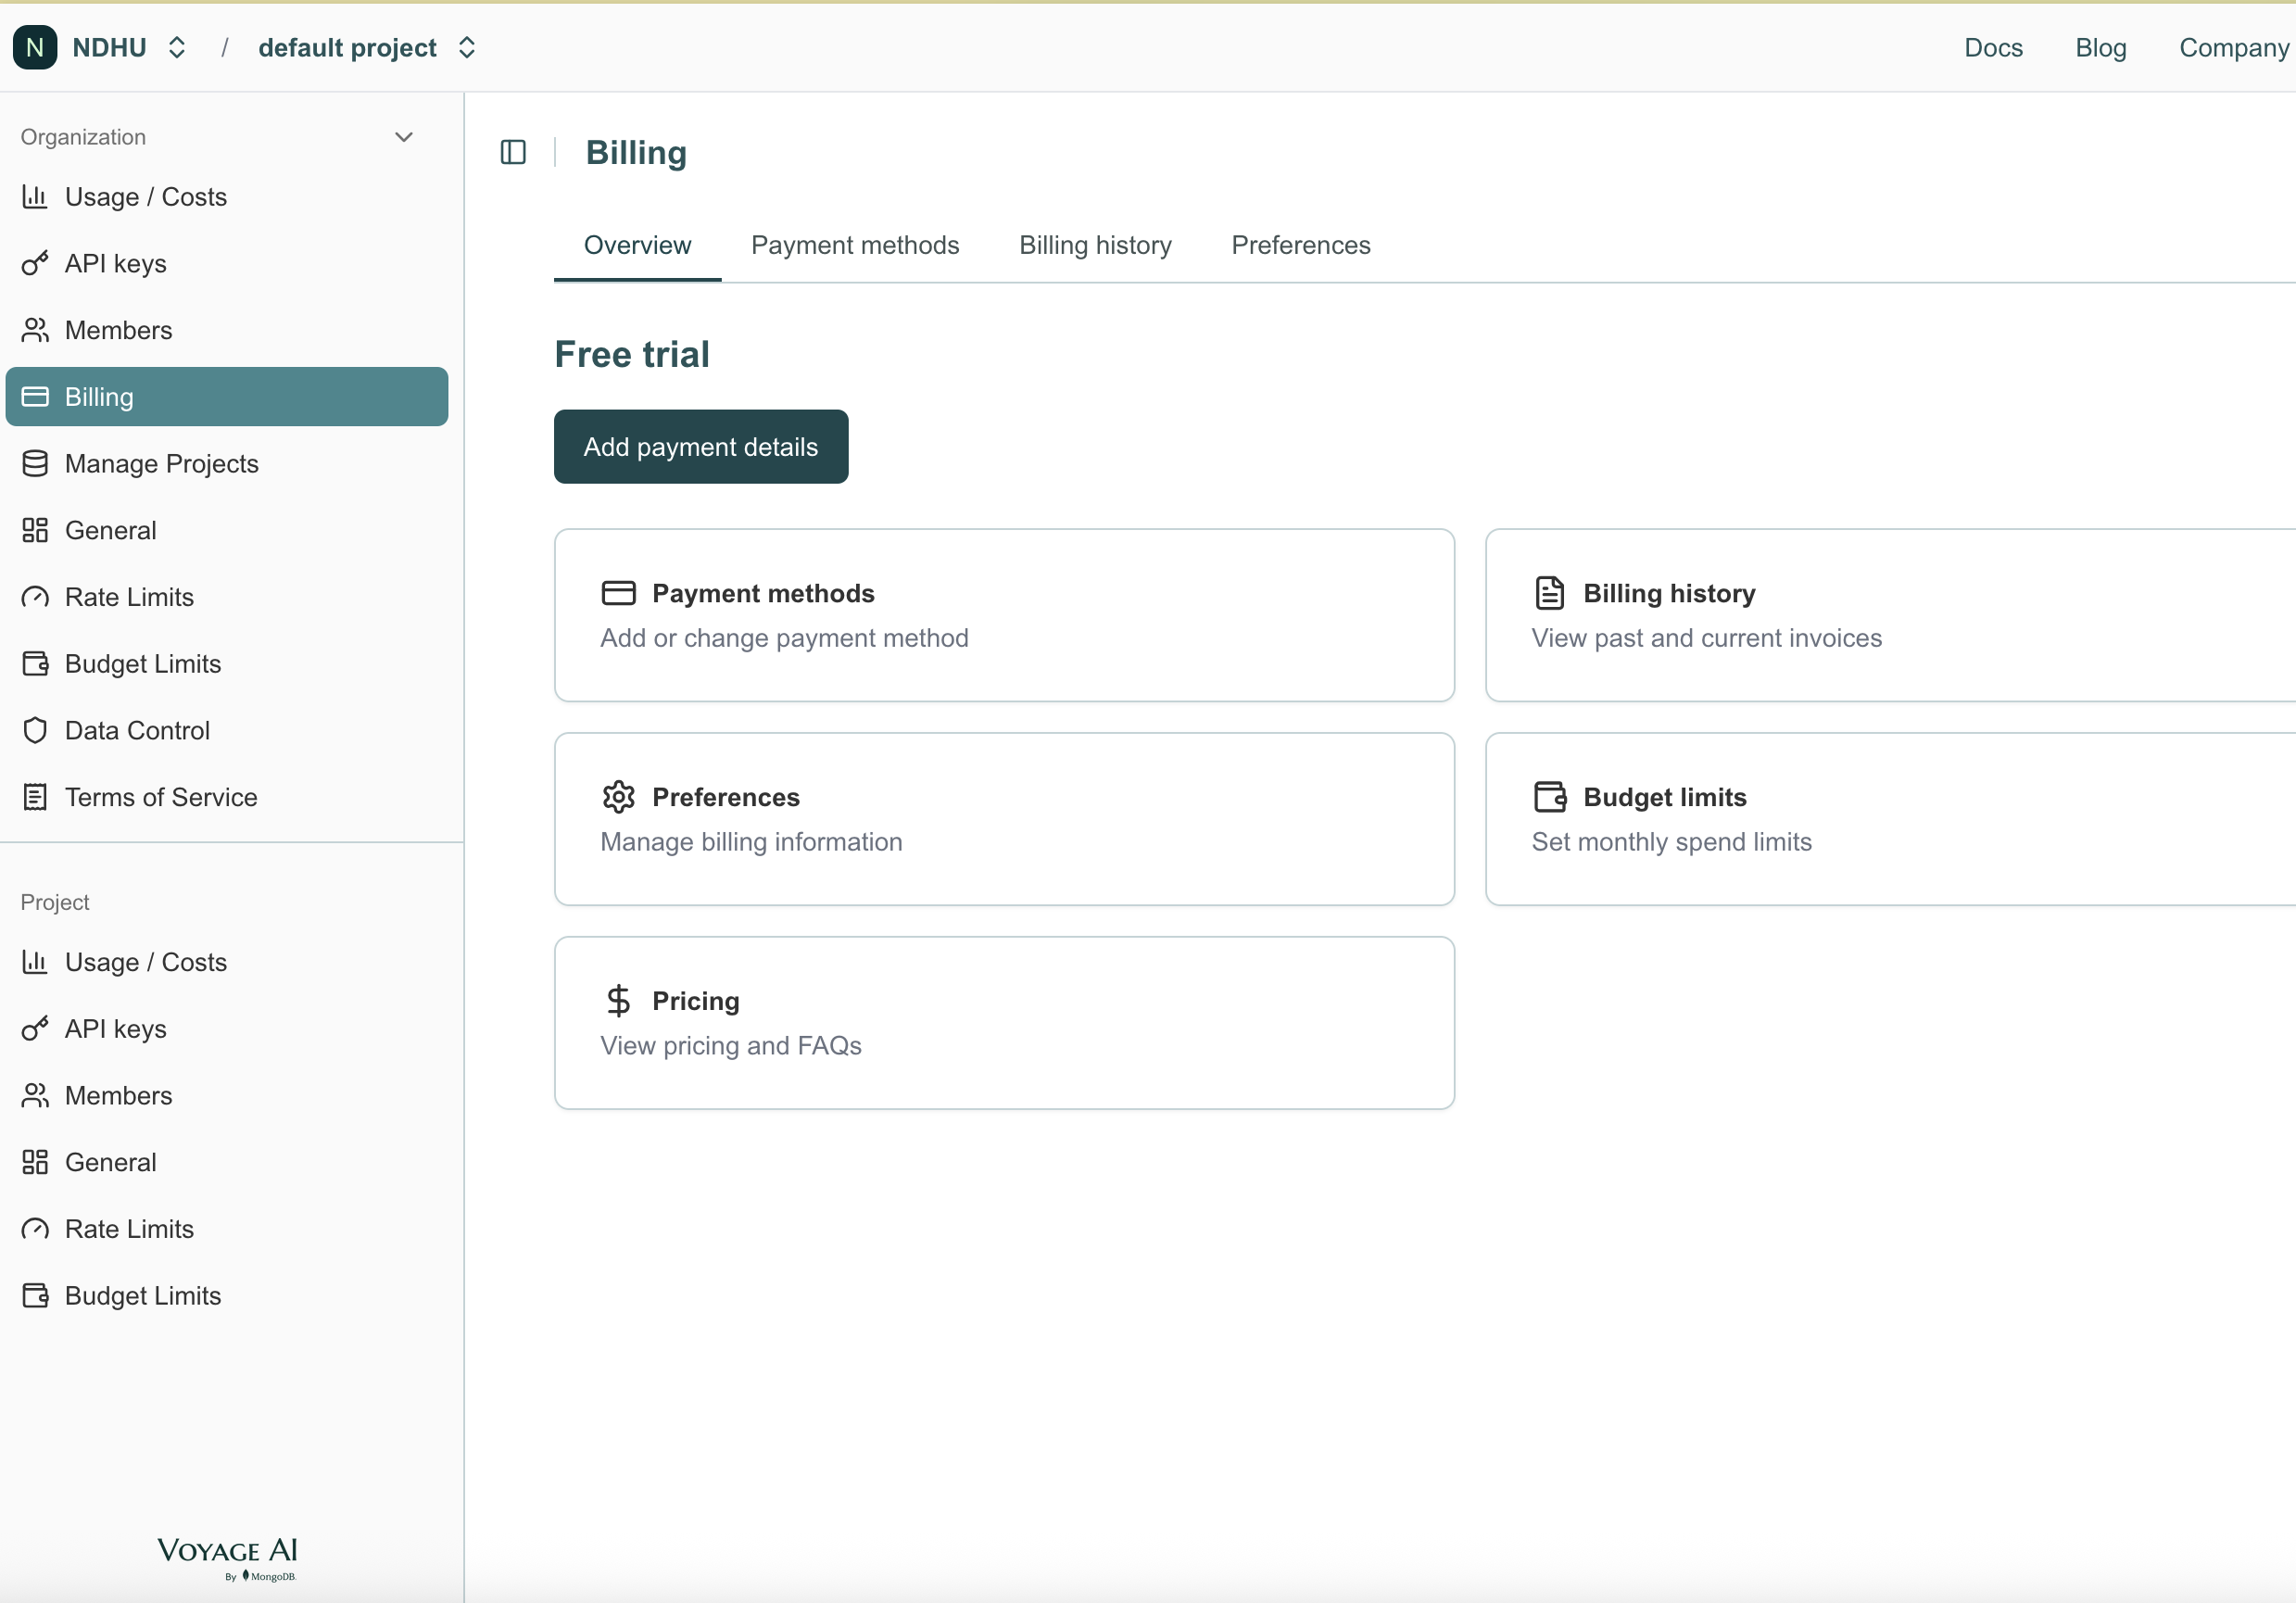 N NDHU / default project
Docs Blog Company
Organization
Usage / Costs
API keys
Members
Billing
Manage Projects
General
Rate Limits
Budget Limits
Data Control
Terms of Service
Project
Usage / Costs
API keys
Members
General
Rate Limits
Budget Limits
VOYAGE AI
By MongoDB.
Billing
Overview Payment methods Billing history Preferences
Free trial
Add payment details
Payment methods
Add or change payment method
Billing history
View past and current invoices
Preferences
Manage billing information
Budget limits
Set monthly spend limits
Pricing
View pricing and FAQs